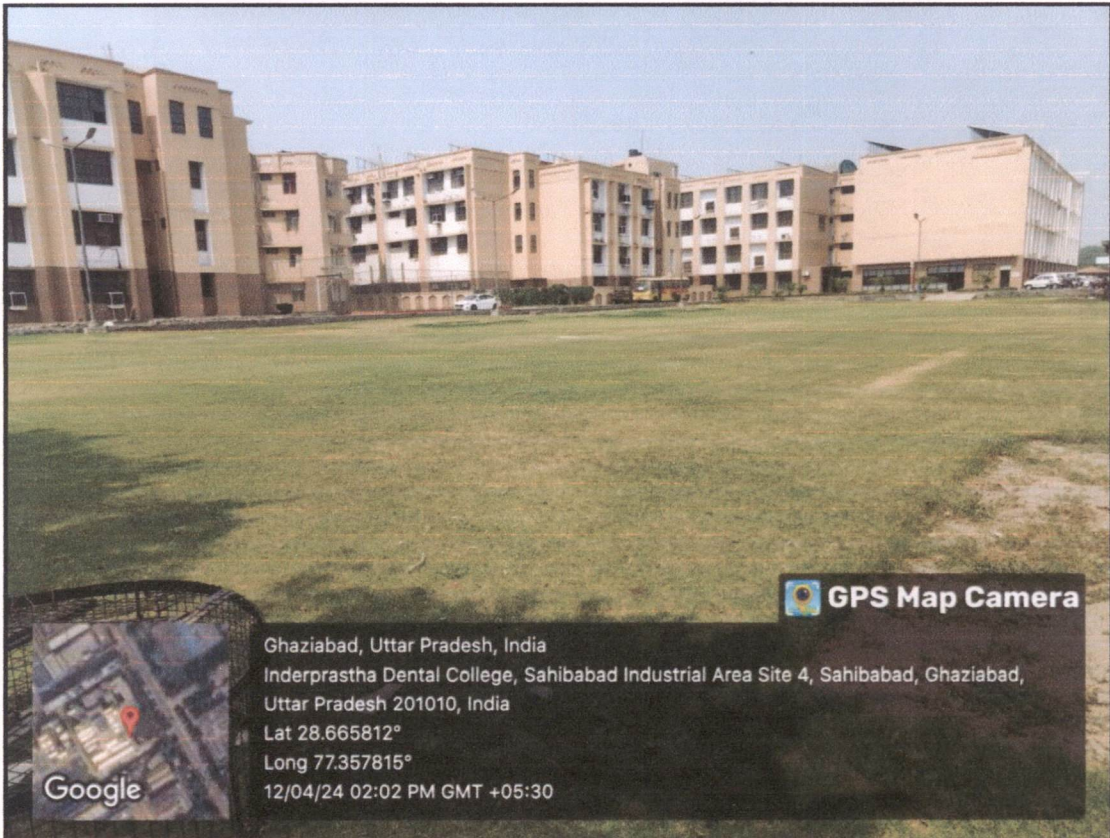 GPS Map Camera
Ghaziabad, Uttar Pradesh, India
Inderprastha Dental College, Sahibabad Industrial Area Site 4, Sahibabad, Ghaziabad,
Uttar Pradesh 201010, India
Lat 28.665812°
Long 77.357815°
12/04/24 02:02 PM GMT +05:30
Google